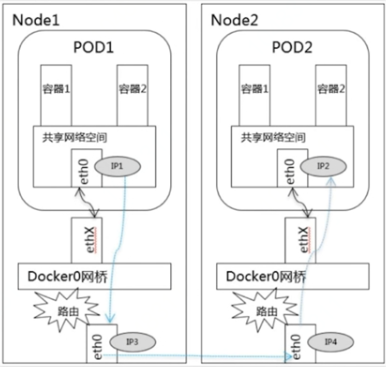 Node1
POD1
容器1
容器2
共享网络空间
eth0
IP1
ethX
Docker0网桥
路由
eth0
IP3
Node2
POD2
容器1
容器2
共享网络空间
eth0
IP2
ethX
Docker0网桥
路由
eth0
IP4